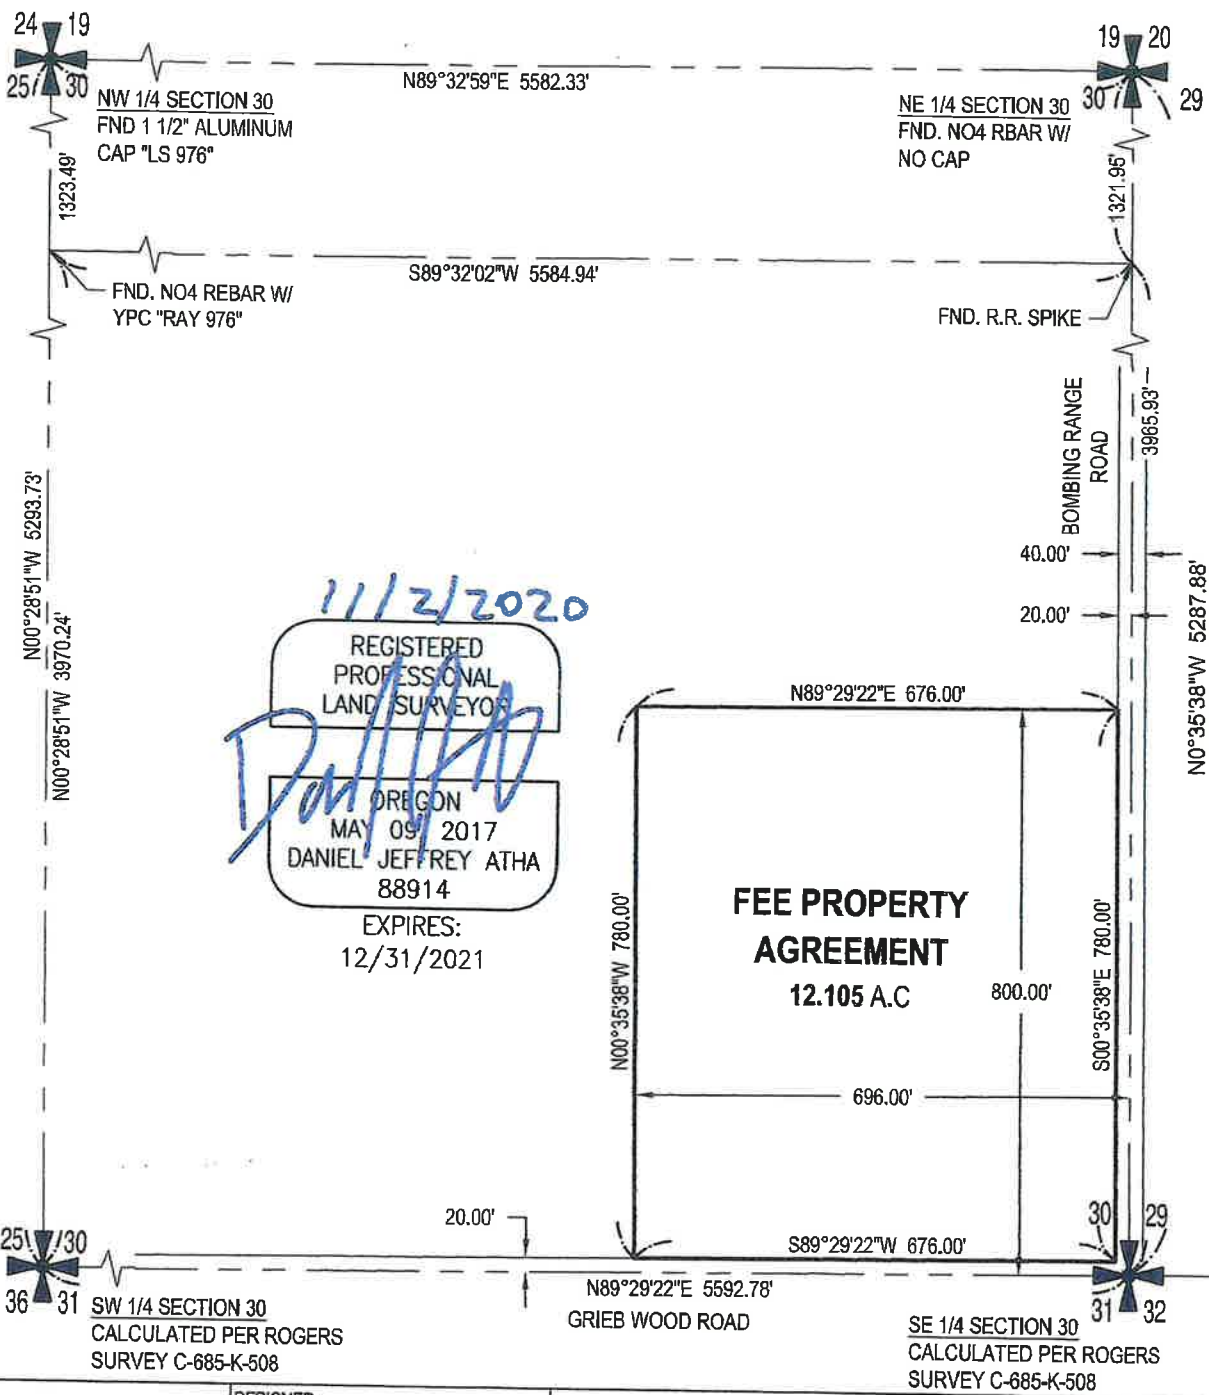 24 19
25 30
NW 1/4 SECTION 30
FND 1 1/2" ALUMINUM
CAP "LS 976"
N89°32'59"E 5582.33'
19 20
30 29
NE 1/4 SECTION 30
FND. NO4 RBAR W/
NO CAP
1323.49'
1321.95'
S89°32'02"W 5584.94'
FND. NO4 REBAR W/
YPC "RAY 976"
FND. R.R. SPIKE
BOMBING RANGE
ROAD
3965.93'
40.00'
20.00'
N0°35'38"W 5287.88'
N00°28'51"W 5293.73'
N00°28'51"W 3970.24'
11/2/2020
REGISTERED
PROFESSIONAL
LAND SURVEYOR
OREGON
MAY 09, 2017
DANIEL JEFFREY ATHA
88914
EXPIRES:
12/31/2021
N89°29'22"E 676.00'
N00°35'38"W 780.00'
FEE PROPERTY
AGREEMENT
12.105 A.C
800.00'
S00°35'38"E 780.00'
696.00'
20.00'
S89°29'22"W 676.00'
30 29
31 32
25 30
36 31
SW 1/4 SECTION 30
CALCULATED PER ROGERS
SURVEY C-685-K-508
N89°29'22"E 5592.78'
GRIEB WOOD ROAD
SE 1/4 SECTION 30
CALCULATED PER ROGERS
SURVEY C-685-K-508
DESIGNED